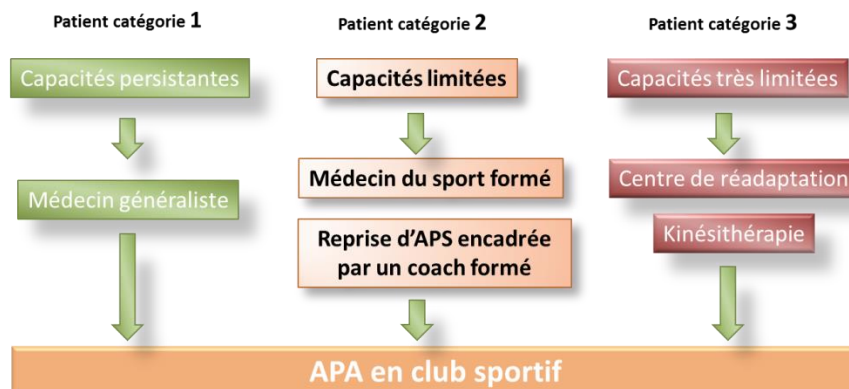 Patient catégorie 1
Patient catégorie 2
Patient catégorie 3
Capacités persistantes
Capacités limitées
Capacités très limitées
Médecin généraliste
Médecin du sport formé
Centre de réadaptation
Reprise d'APS encadrée
par un coach formé
Kinésithérapie
APA en club sportif